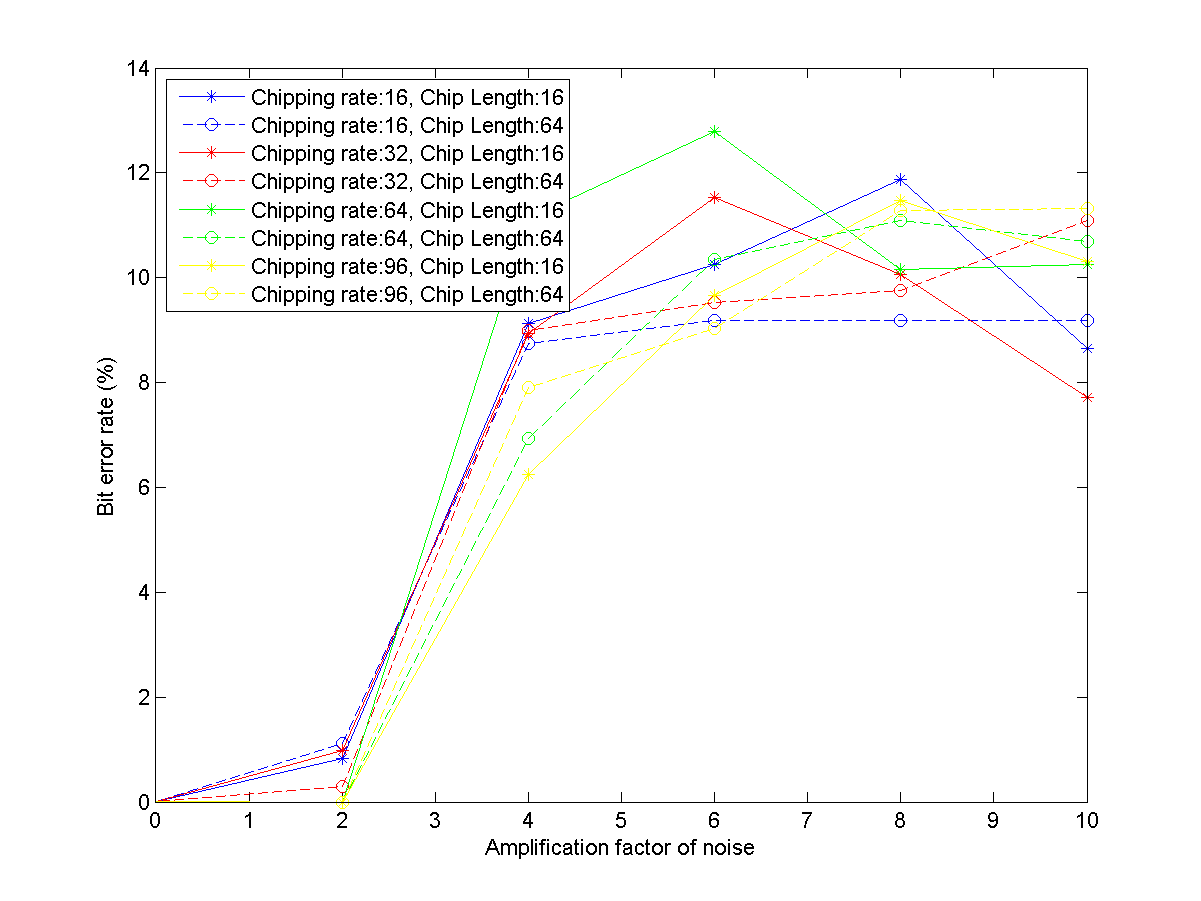 14
12
10
8
6
4
2
0
Chipping rate:16, Chip Length:16
Chipping rate:16, Chip Length:64
Chipping rate:32, Chip Length:16
Chipping rate:32, Chip Length:64
Chipping rate:64, Chip Length:16
Chipping rate:64, Chip Length:64
Chipping rate:96, Chip Length:16
Chipping rate:96, Chip Length:64
Bit error rate (%)
0 1 2 3 4 5 6 7 8 9 10
Amplification factor of noise